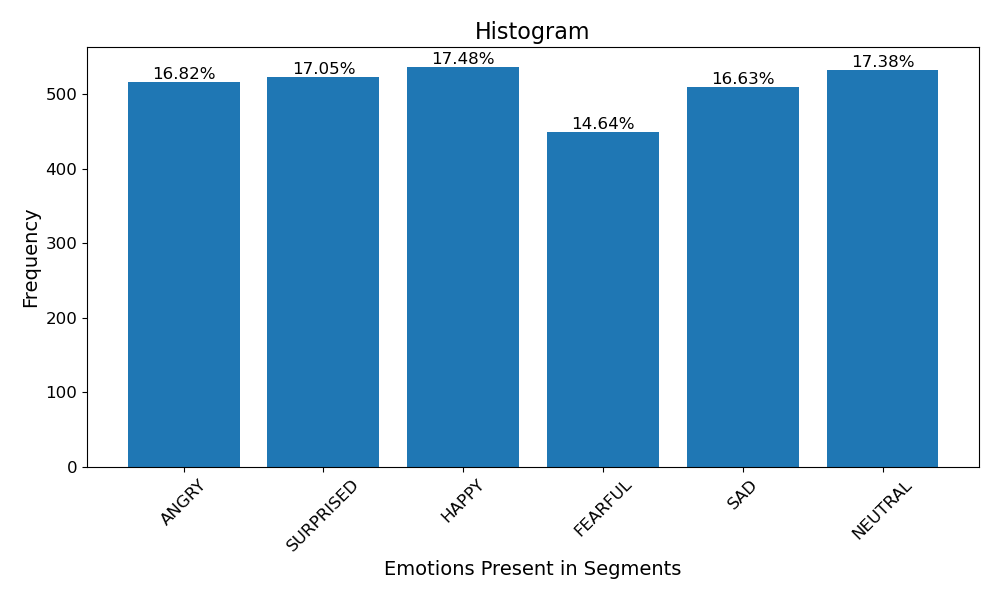 Histogram
16.82%
17.05%
17.48%
14.64%
16.63%
17.38%
500
400
300
200
100
0
Frequency
ANGRY
SURPRISED
HAPPY
FEARFUL
SAD
NEUTRAL
Emotions Present in Segments